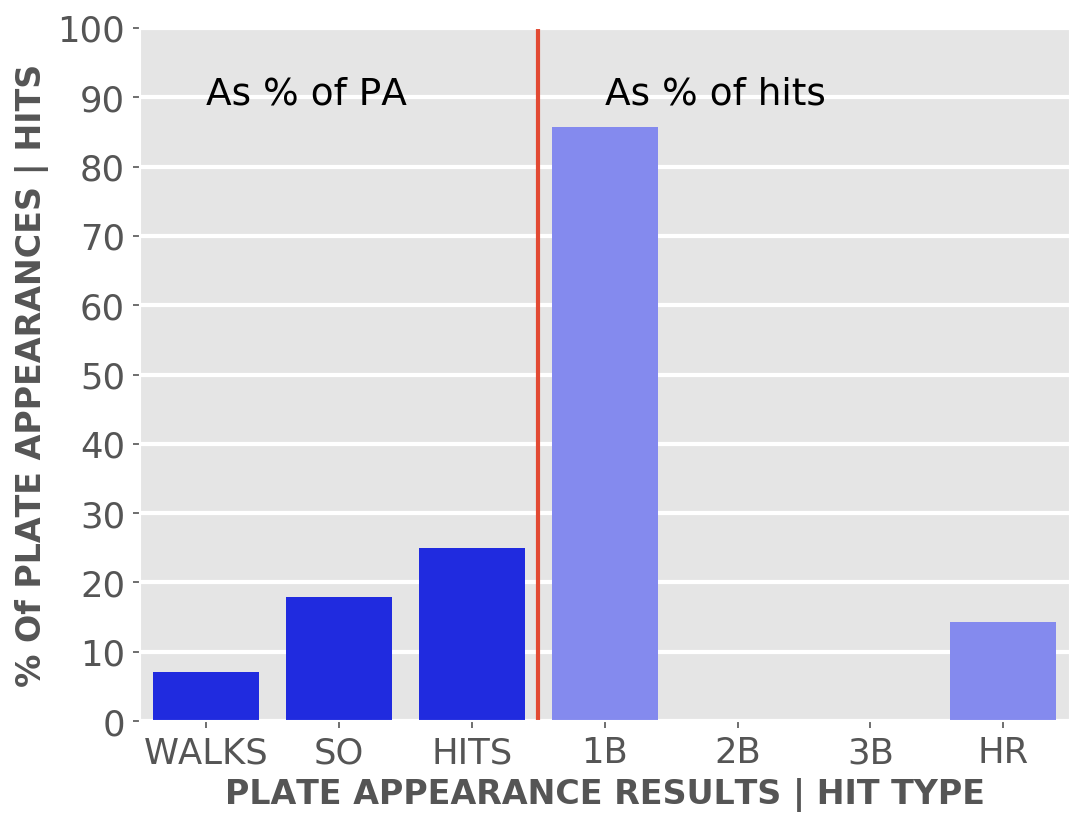 % Of PLATE APPEARANCES | HITS
100
90
80
70
60
50
40
30
20
10
0
As % of PA
As % of hits
WALKS SO HITS 1B 2B 3B HR
PLATE APPEARANCE RESULTS | HIT TYPE